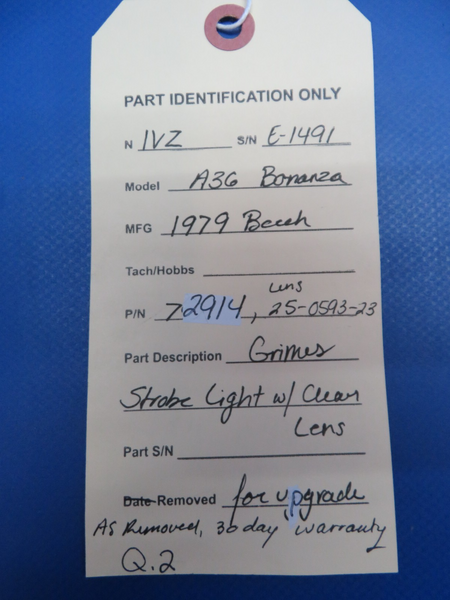 PART IDENTIFICATION ONLY
N 1VZ S/N E-1491
Model A36 Bonanza
MFG 1979 Beech
Tach/Hobbs
Lens
P/N 72914, 25-0593-23
Part Description Grimes
Strobe Light w/ Clear
Lens
Part S/N
Date Removed for upgrade
As Removed, 30 day warranty
Q.2